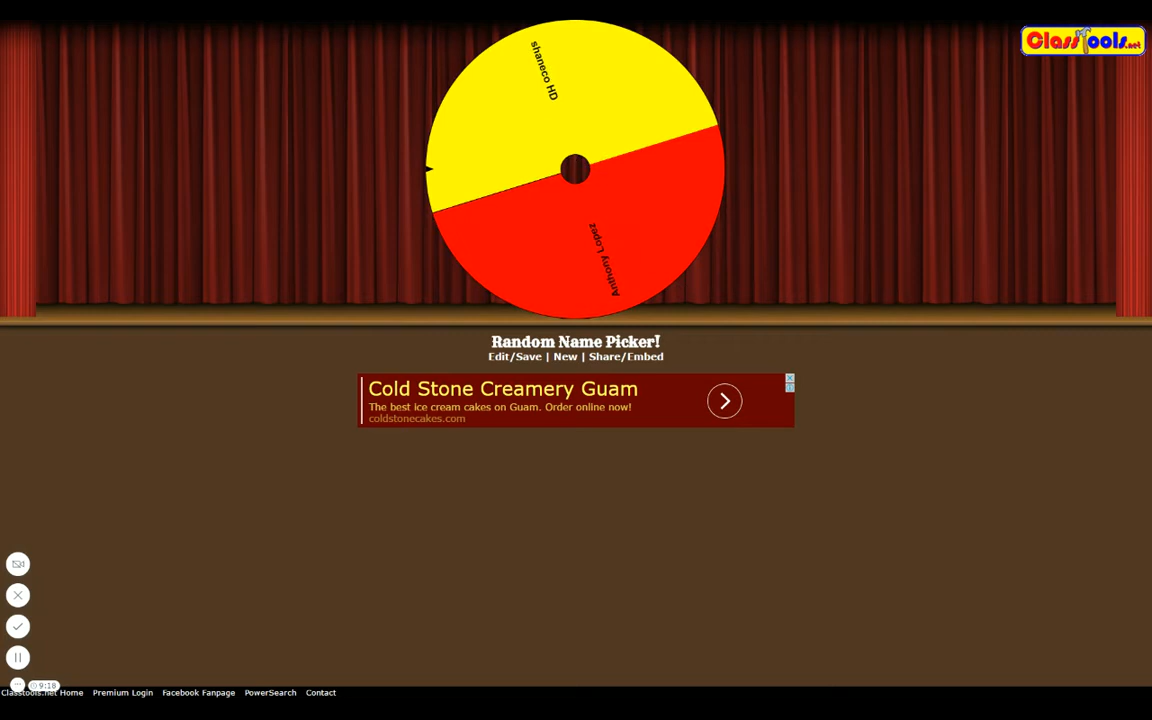 ClassTools.net
shaneco HD
Anthony Lopez
Random Name Picker!
Edit/Save | New | Share/Embed
Cold Stone Creamery Guam
The best ice cream cakes on Guam. Order online now!
coldstonecakes.com
9:18
Classtools.net Home Premium Login Facebook Fanpage PowerSearch Contact